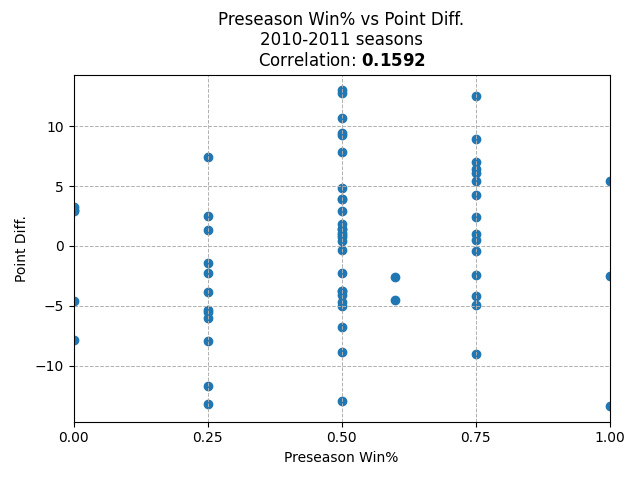 Preseason Win% vs Point Diff.
2010-2011 seasons
Correlation: 0.1592
Point Diff.
10
5
0
−5
−10
0.00 0.25 0.50 0.75 1.00
Preseason Win%